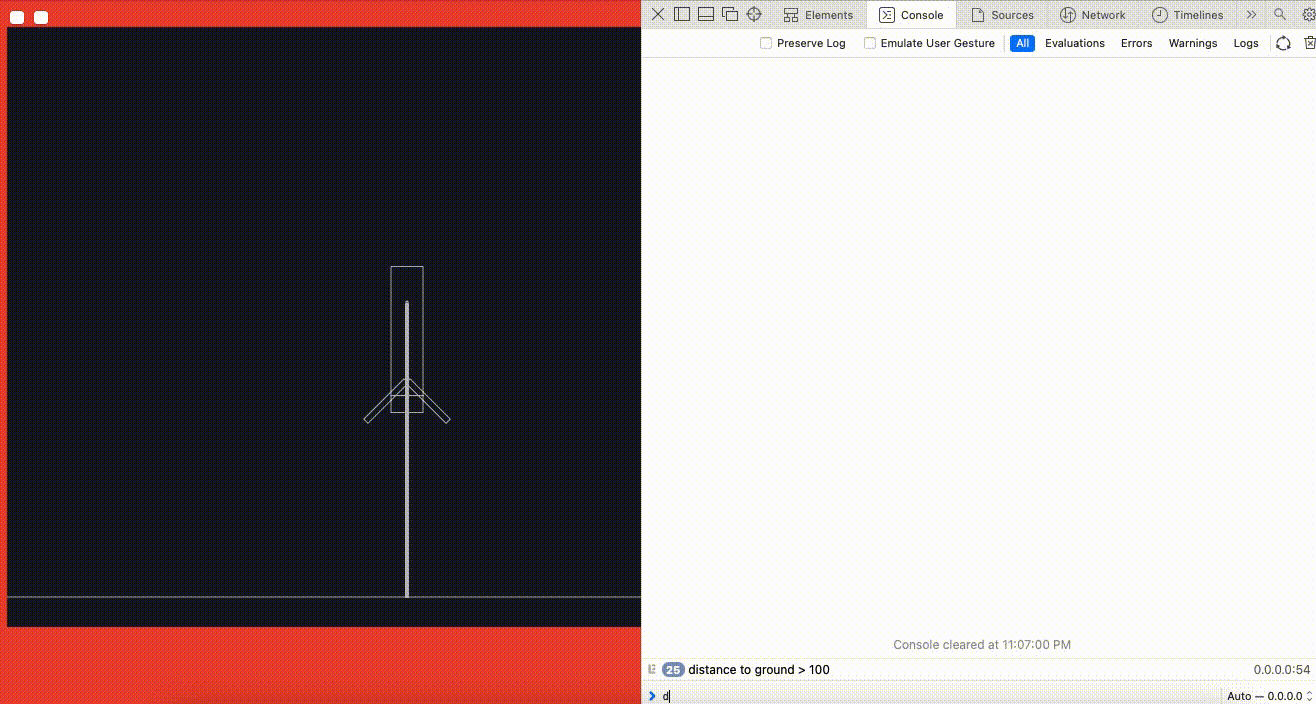 Elements Console Sources Network Timelines
Preserve Log Emulate User Gesture All Evaluations Errors Warnings Logs
Console cleared at 11:07:00 PM
25 distance to ground > 100 0.0.0.0:54
d Auto — 0.0.0.0